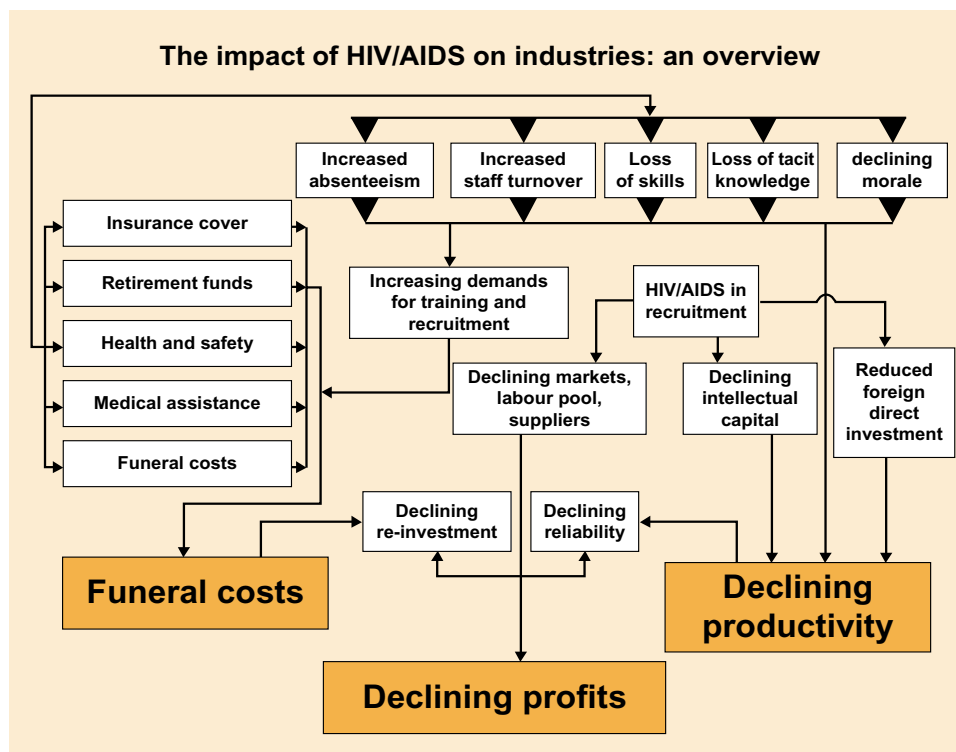 The impact of HIV/AIDS on industries: an overview
Increased
absenteeism
Increased
staff turnover
Loss
of skills
Loss of tacit
knowledge
declining
morale
Insurance cover
Retirement funds
Health and safety
Medical assistance
Funeral costs
Increasing demands
for training and
recruitment
HIV/AIDS in
recruitment
Declining markets,
labour pool,
suppliers
Declining
intellectual
capital
Reduced
foreign
direct
investment
Declining
re-investment
Declining
reliability
Funeral costs
Declining
productivity
Declining profits